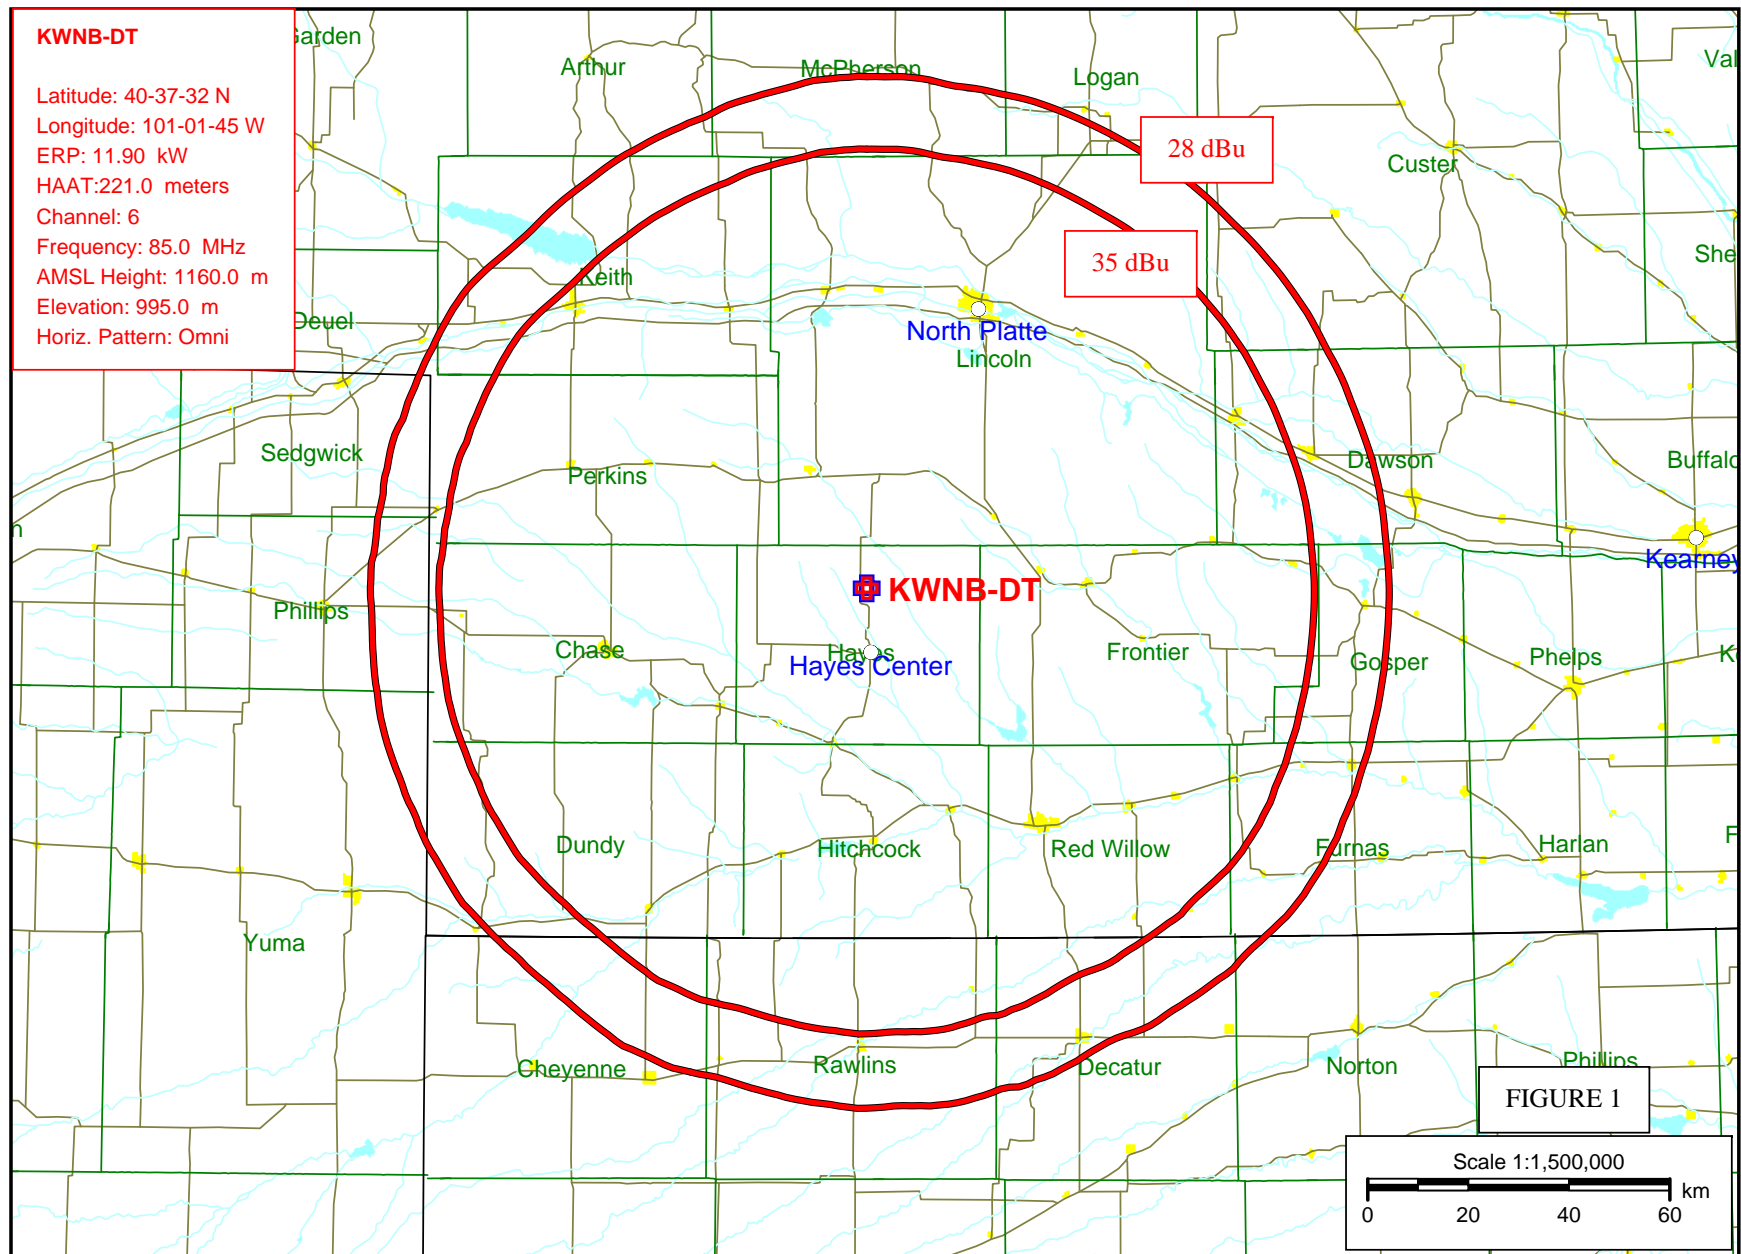 KWNB-DT
Latitude: 40-37-32 N
Longitude: 101-01-45 W
ERP: 11.90 kW
HAAT:221.0 meters
Channel: 6
Frequency: 85.0 MHz
AMSL Height: 1160.0 m
Elevation: 995.0 m
Horiz. Pattern: Omni
Garden
Arthur
McPherson
Logan
Val
28 dBu
Custer
35 dBu
She
Keith
Deuel
North Platte
Lincoln
Sedgwick
Perkins
Dawson
Buffalo
n
Kearney
KWNB-DT
Phillips
Chase
Hayes
Hayes Center
Frontier
Gosper
Phelps
K
Dundy
Hitchcock
Red Willow
Furnas
Harlan
F
Yuma
Cheyenne
Rawlins
Decatur
Norton
Phillips
FIGURE 1
Scale 1:1,500,000
km
0 20 40 60